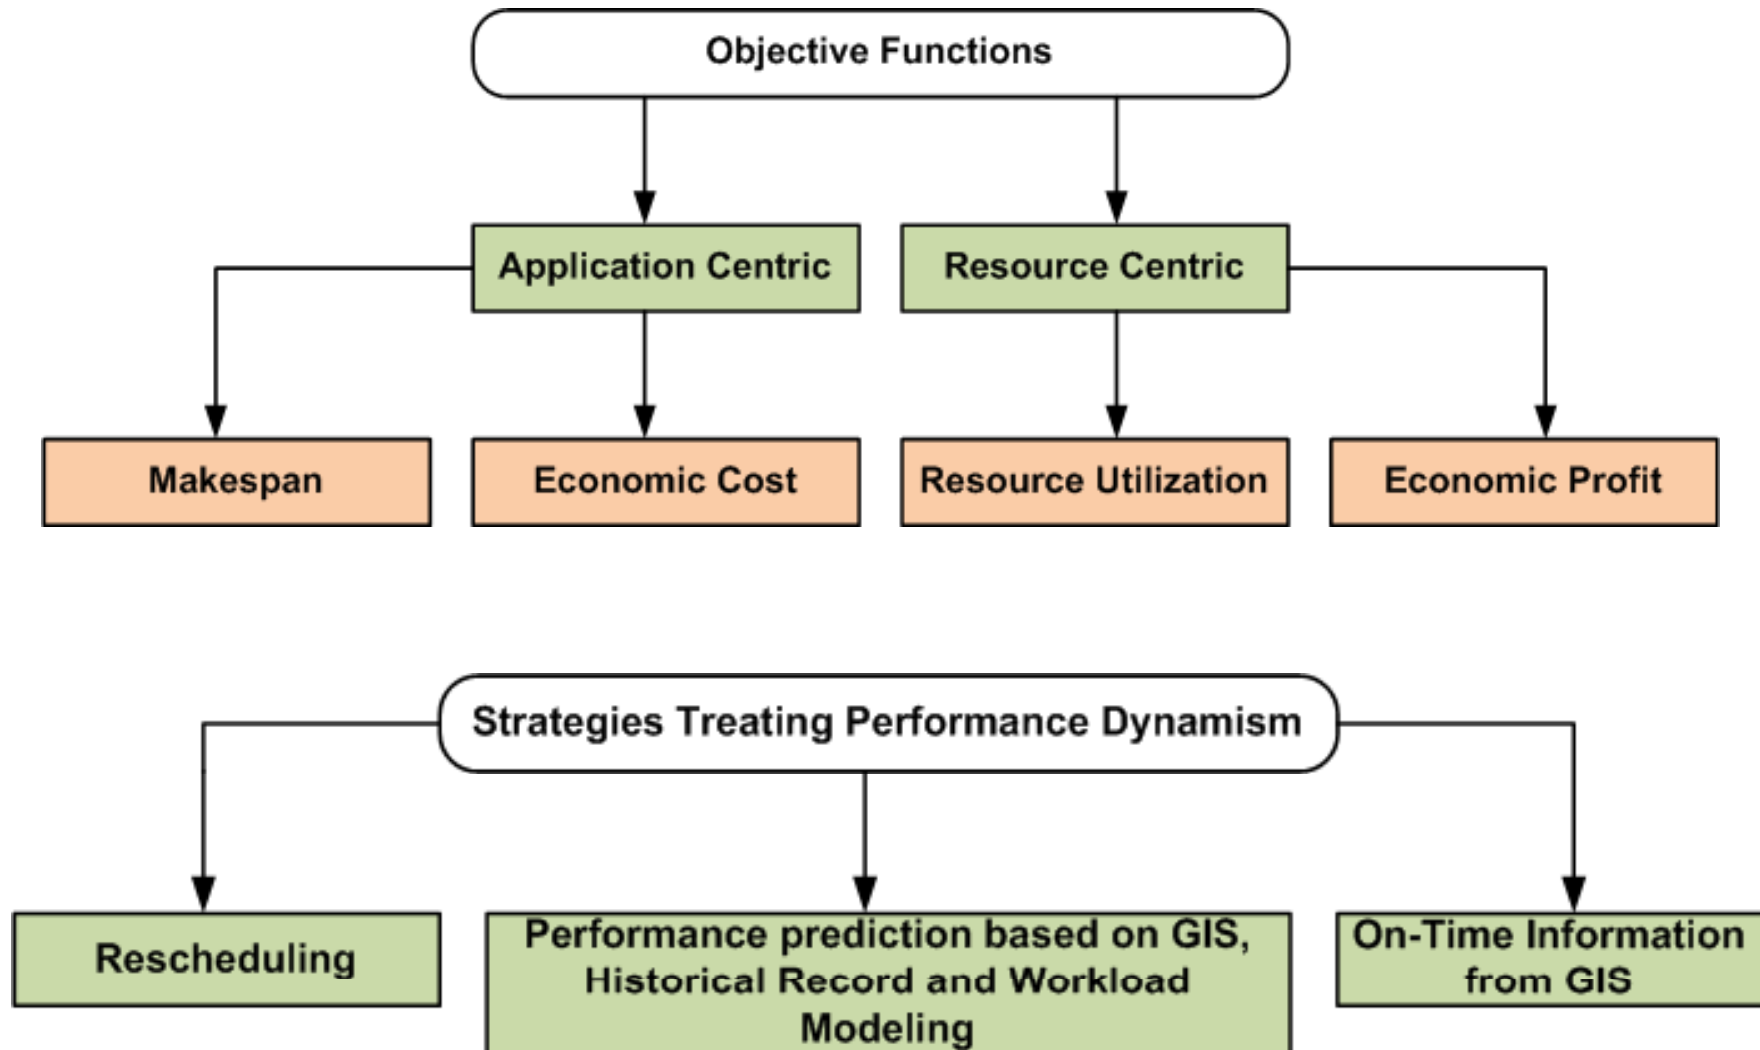 Objective Functions
Application Centric
Resource Centric
Makespan
Economic Cost
Resource Utilization
Economic Profit
Strategies Treating Performance Dynamism
Rescheduling
Performance prediction based on GIS,
Historical Record and Workload
Modeling
On-Time Information
from GIS